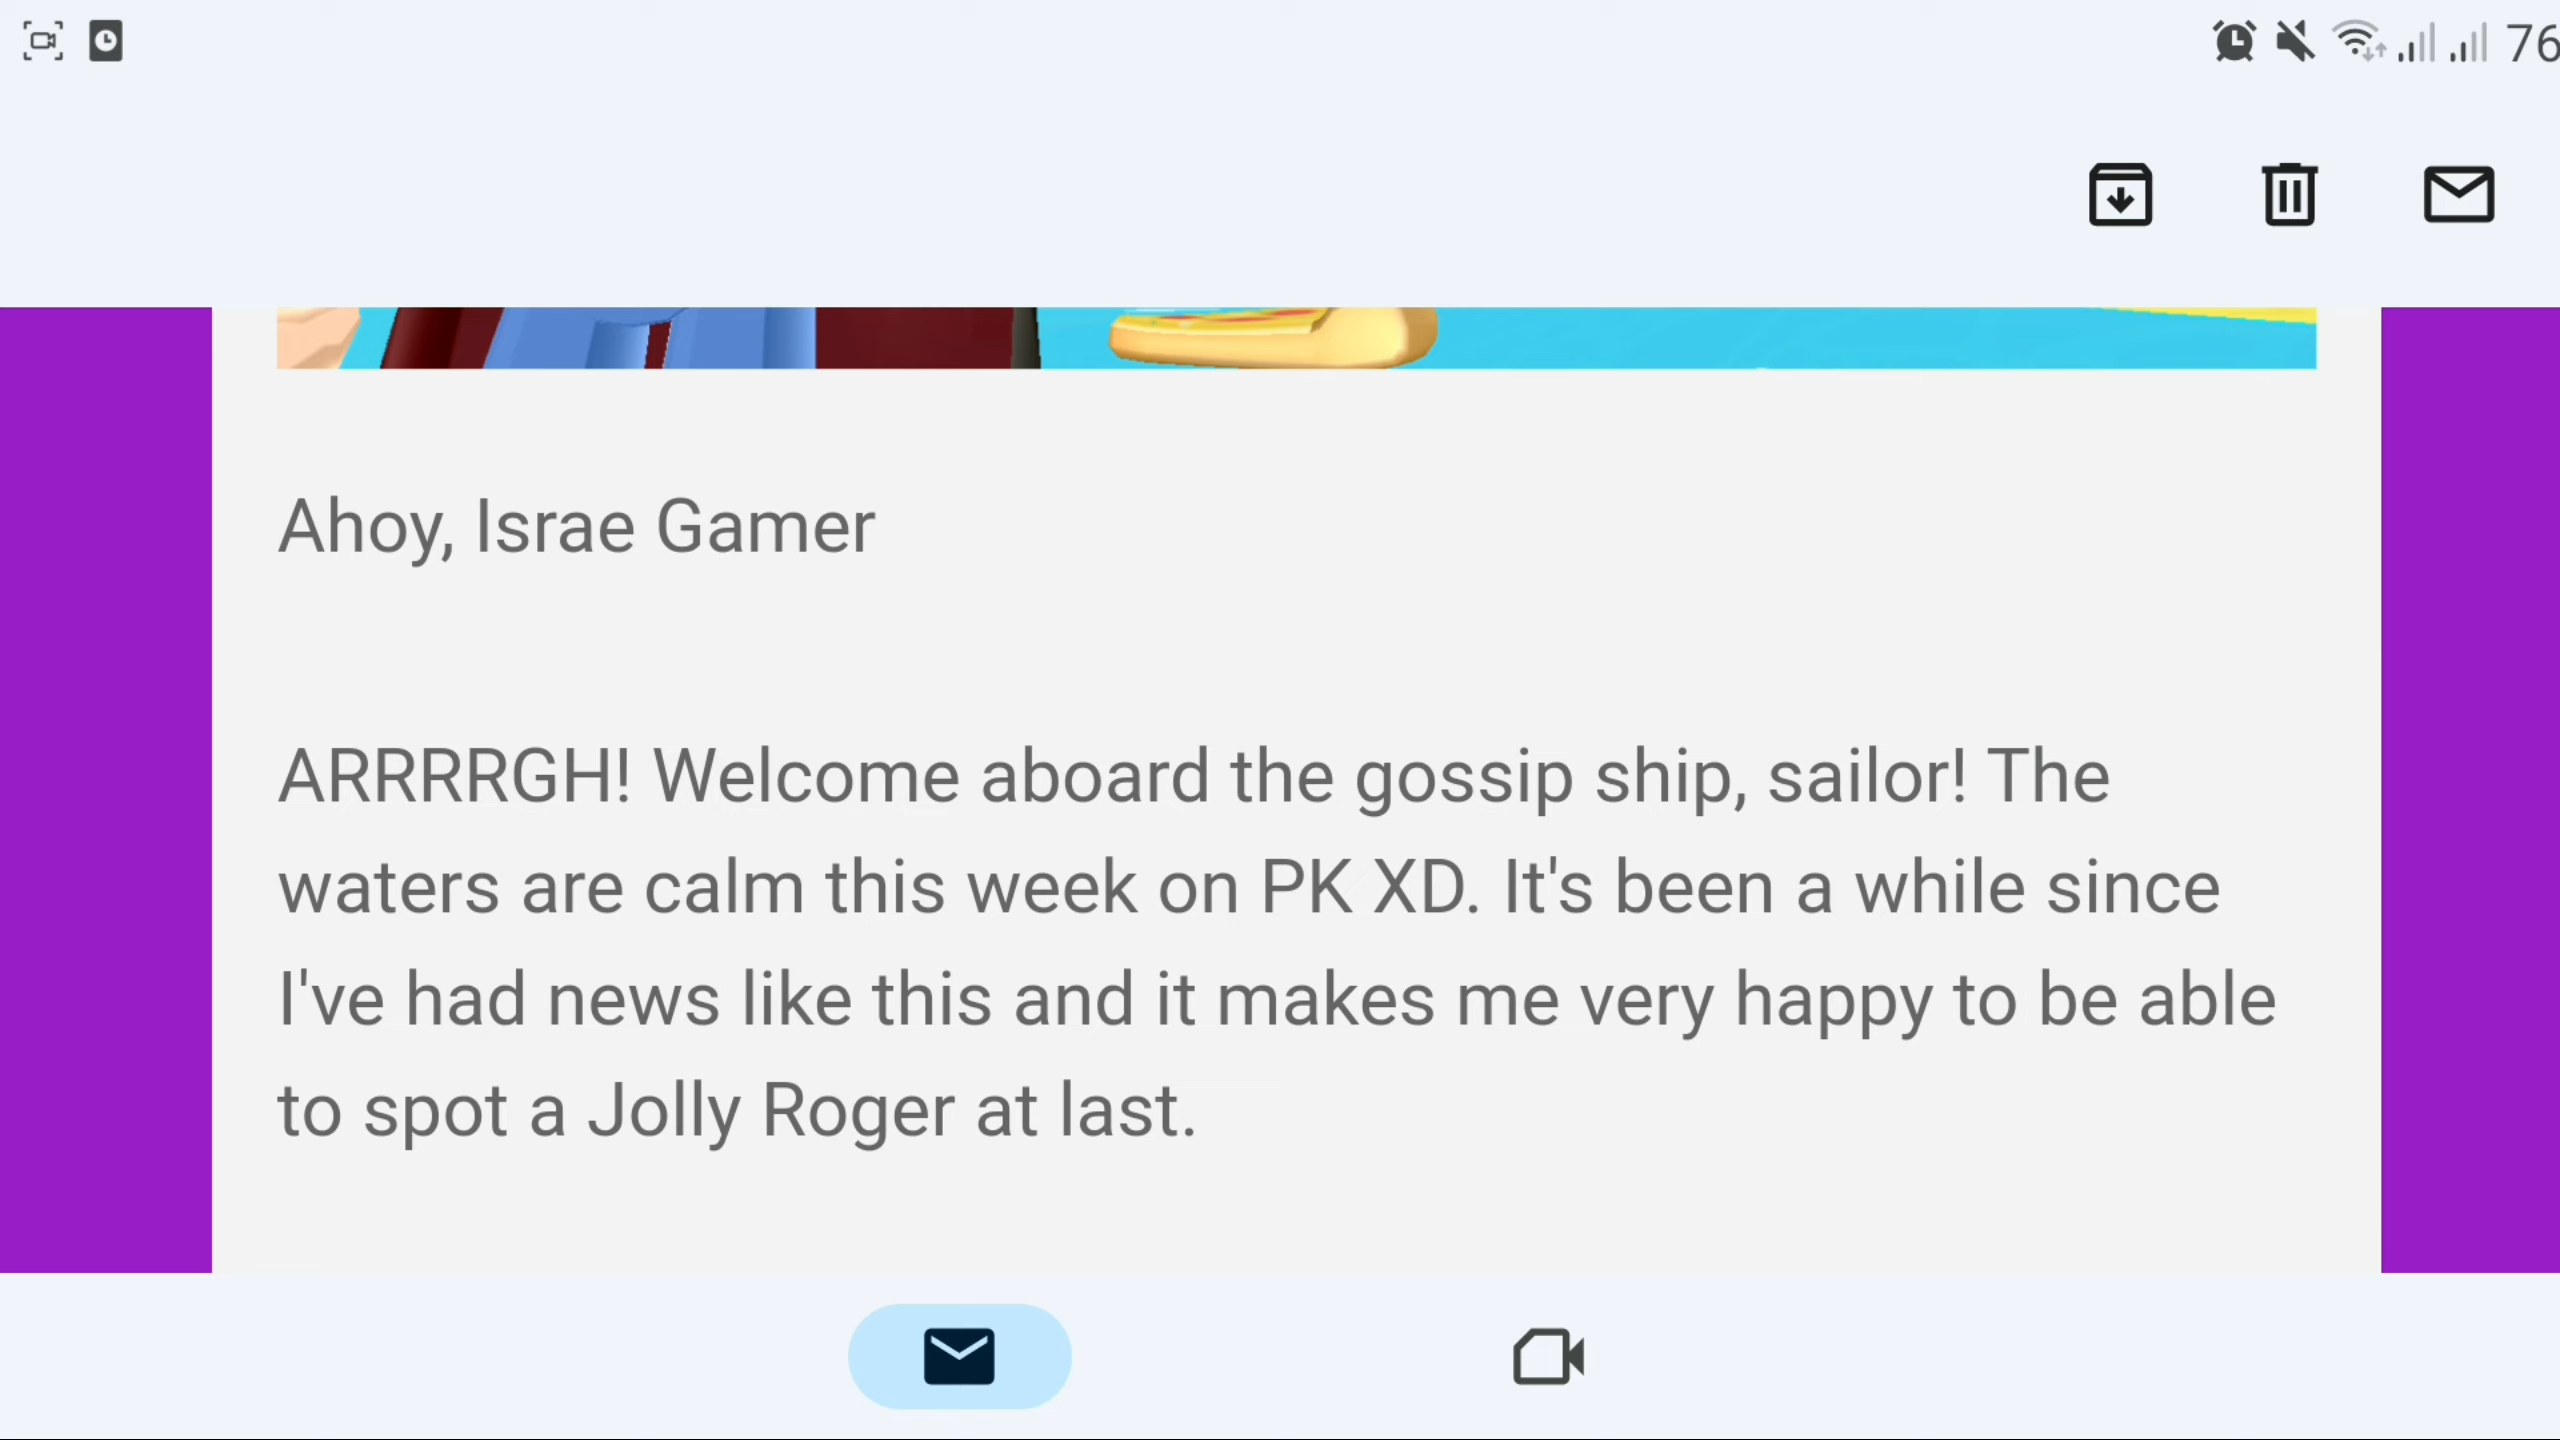 76
Ahoy, Israe Gamer
ARRRRGH! Welcome aboard the gossip ship, sailor! The
waters are calm this week on PK XD. It's been a while since
I've had news like this and it makes me very happy to be able
to spot a Jolly Roger at last.